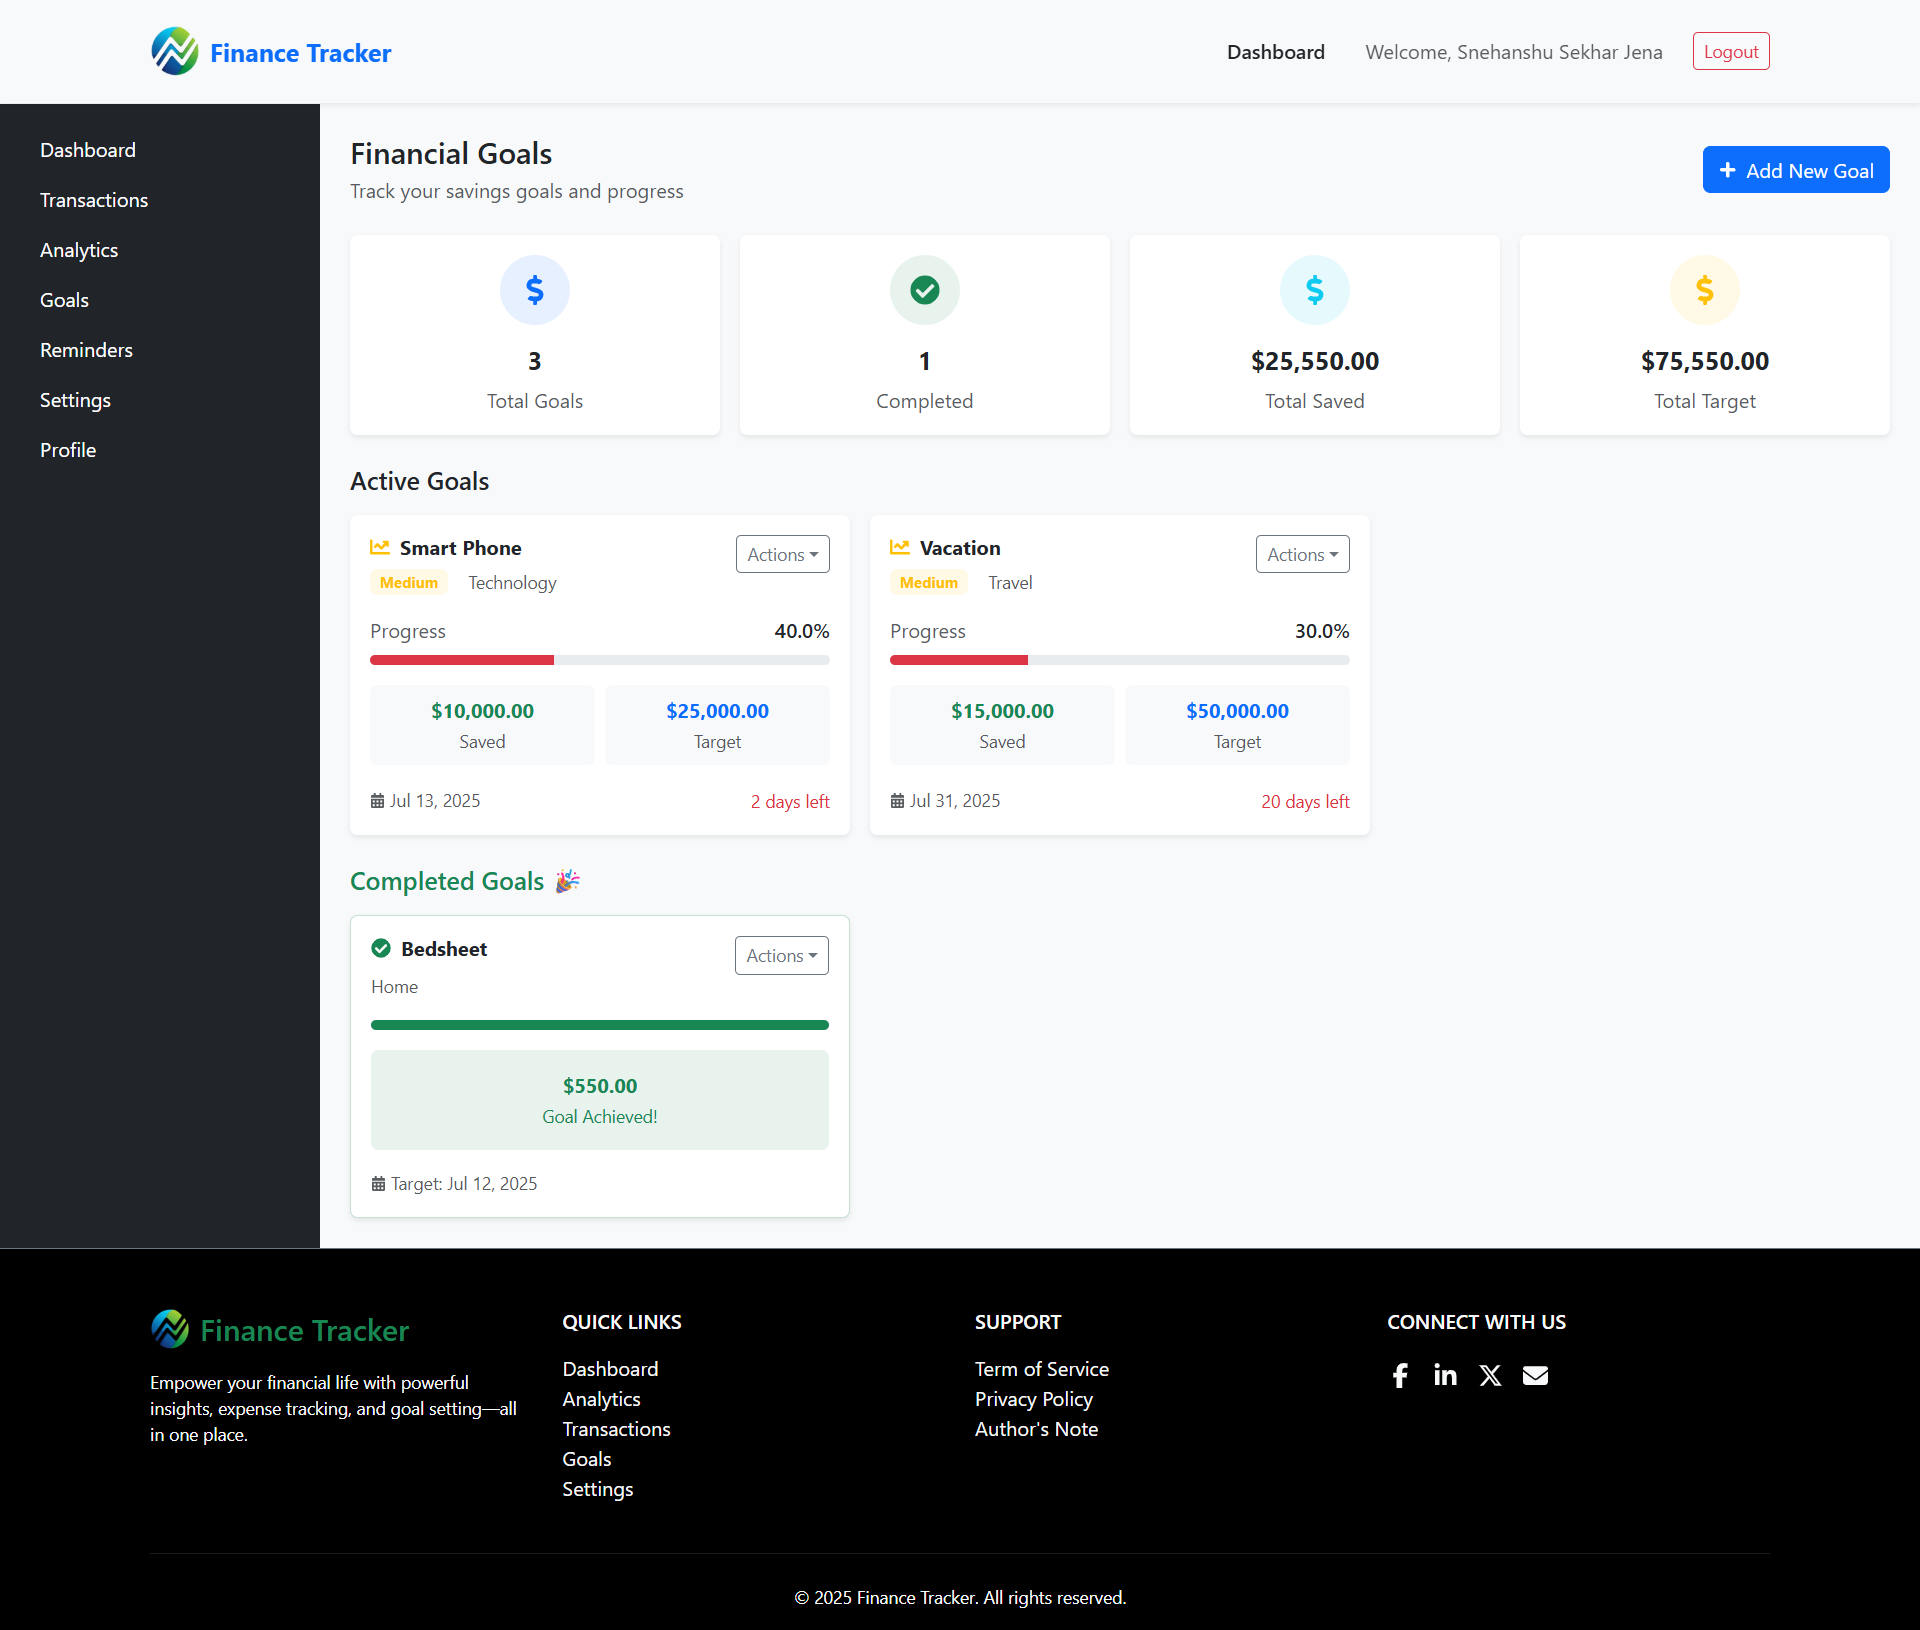 Finance Tracker
Dashboard
Welcome, Snehanshu Sekhar Jena
Logout
Dashboard
Transactions
Analytics
Goals
Reminders
Settings
Profile
Financial Goals
Track your savings goals and progress
Add New Goal
3
Total Goals
1
Completed
$25,550.00
Total Saved
$75,550.00
Total Target
Active Goals
Smart Phone
Actions
Medium Technology
Progress 40.0%
$10,000.00
Saved
$25,000.00
Target
Jul 13, 2025
2 days left
Vacation
Actions
Medium Travel
Progress 30.0%
$15,000.00
Saved
$50,000.00
Target
Jul 31, 2025
20 days left
Completed Goals 🎉
Bedsheet
Actions
Home
$550.00
Goal Achieved!
Target: Jul 12, 2025
Finance Tracker
Empower your financial life with powerful
insights, expense tracking, and goal setting—all
in one place.
QUICK LINKS
Dashboard
Analytics
Transactions
Goals
Settings
SUPPORT
Term of Service
Privacy Policy
Author's Note
CONNECT WITH US
© 2025 Finance Tracker. All rights reserved.